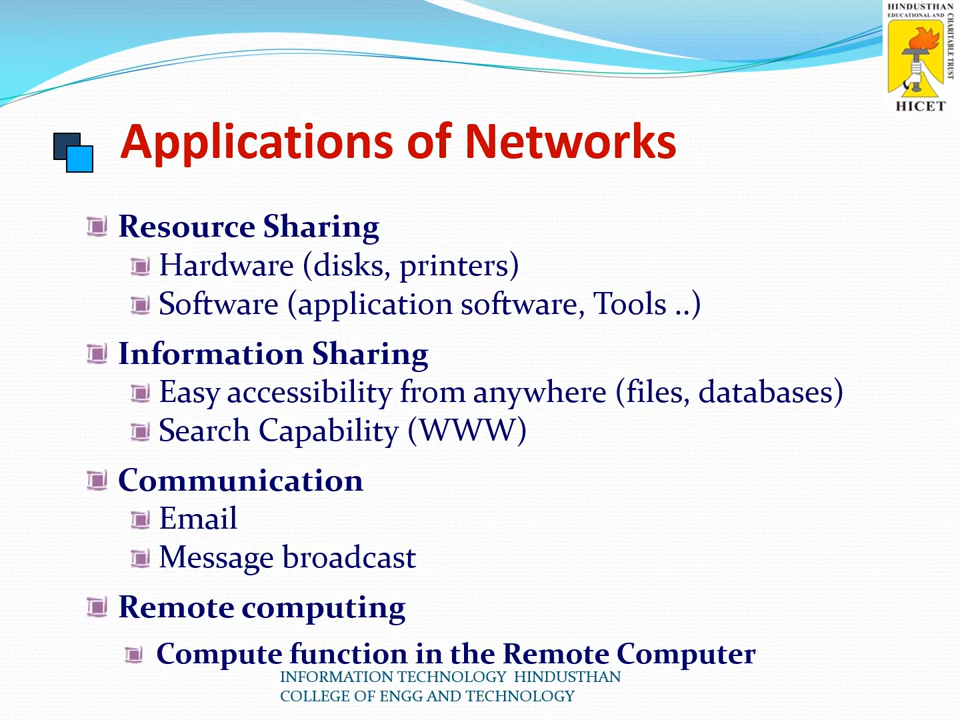 HINDUSTHAN
EDUCATIONAL AND
CHARITABLE TRUST
HICET
Applications of Networks
Resource Sharing
Hardware (disks, printers)
Software (application software, Tools ..)
Information Sharing
Easy accessibility from anywhere (files, databases)
Search Capability (WWW)
Communication
Email
Message broadcast
Remote computing
Compute function in the Remote Computer
INFORMATION TECHNOLOGY HINDUSTHAN
COLLEGE OF ENGG AND TECHNOLOGY